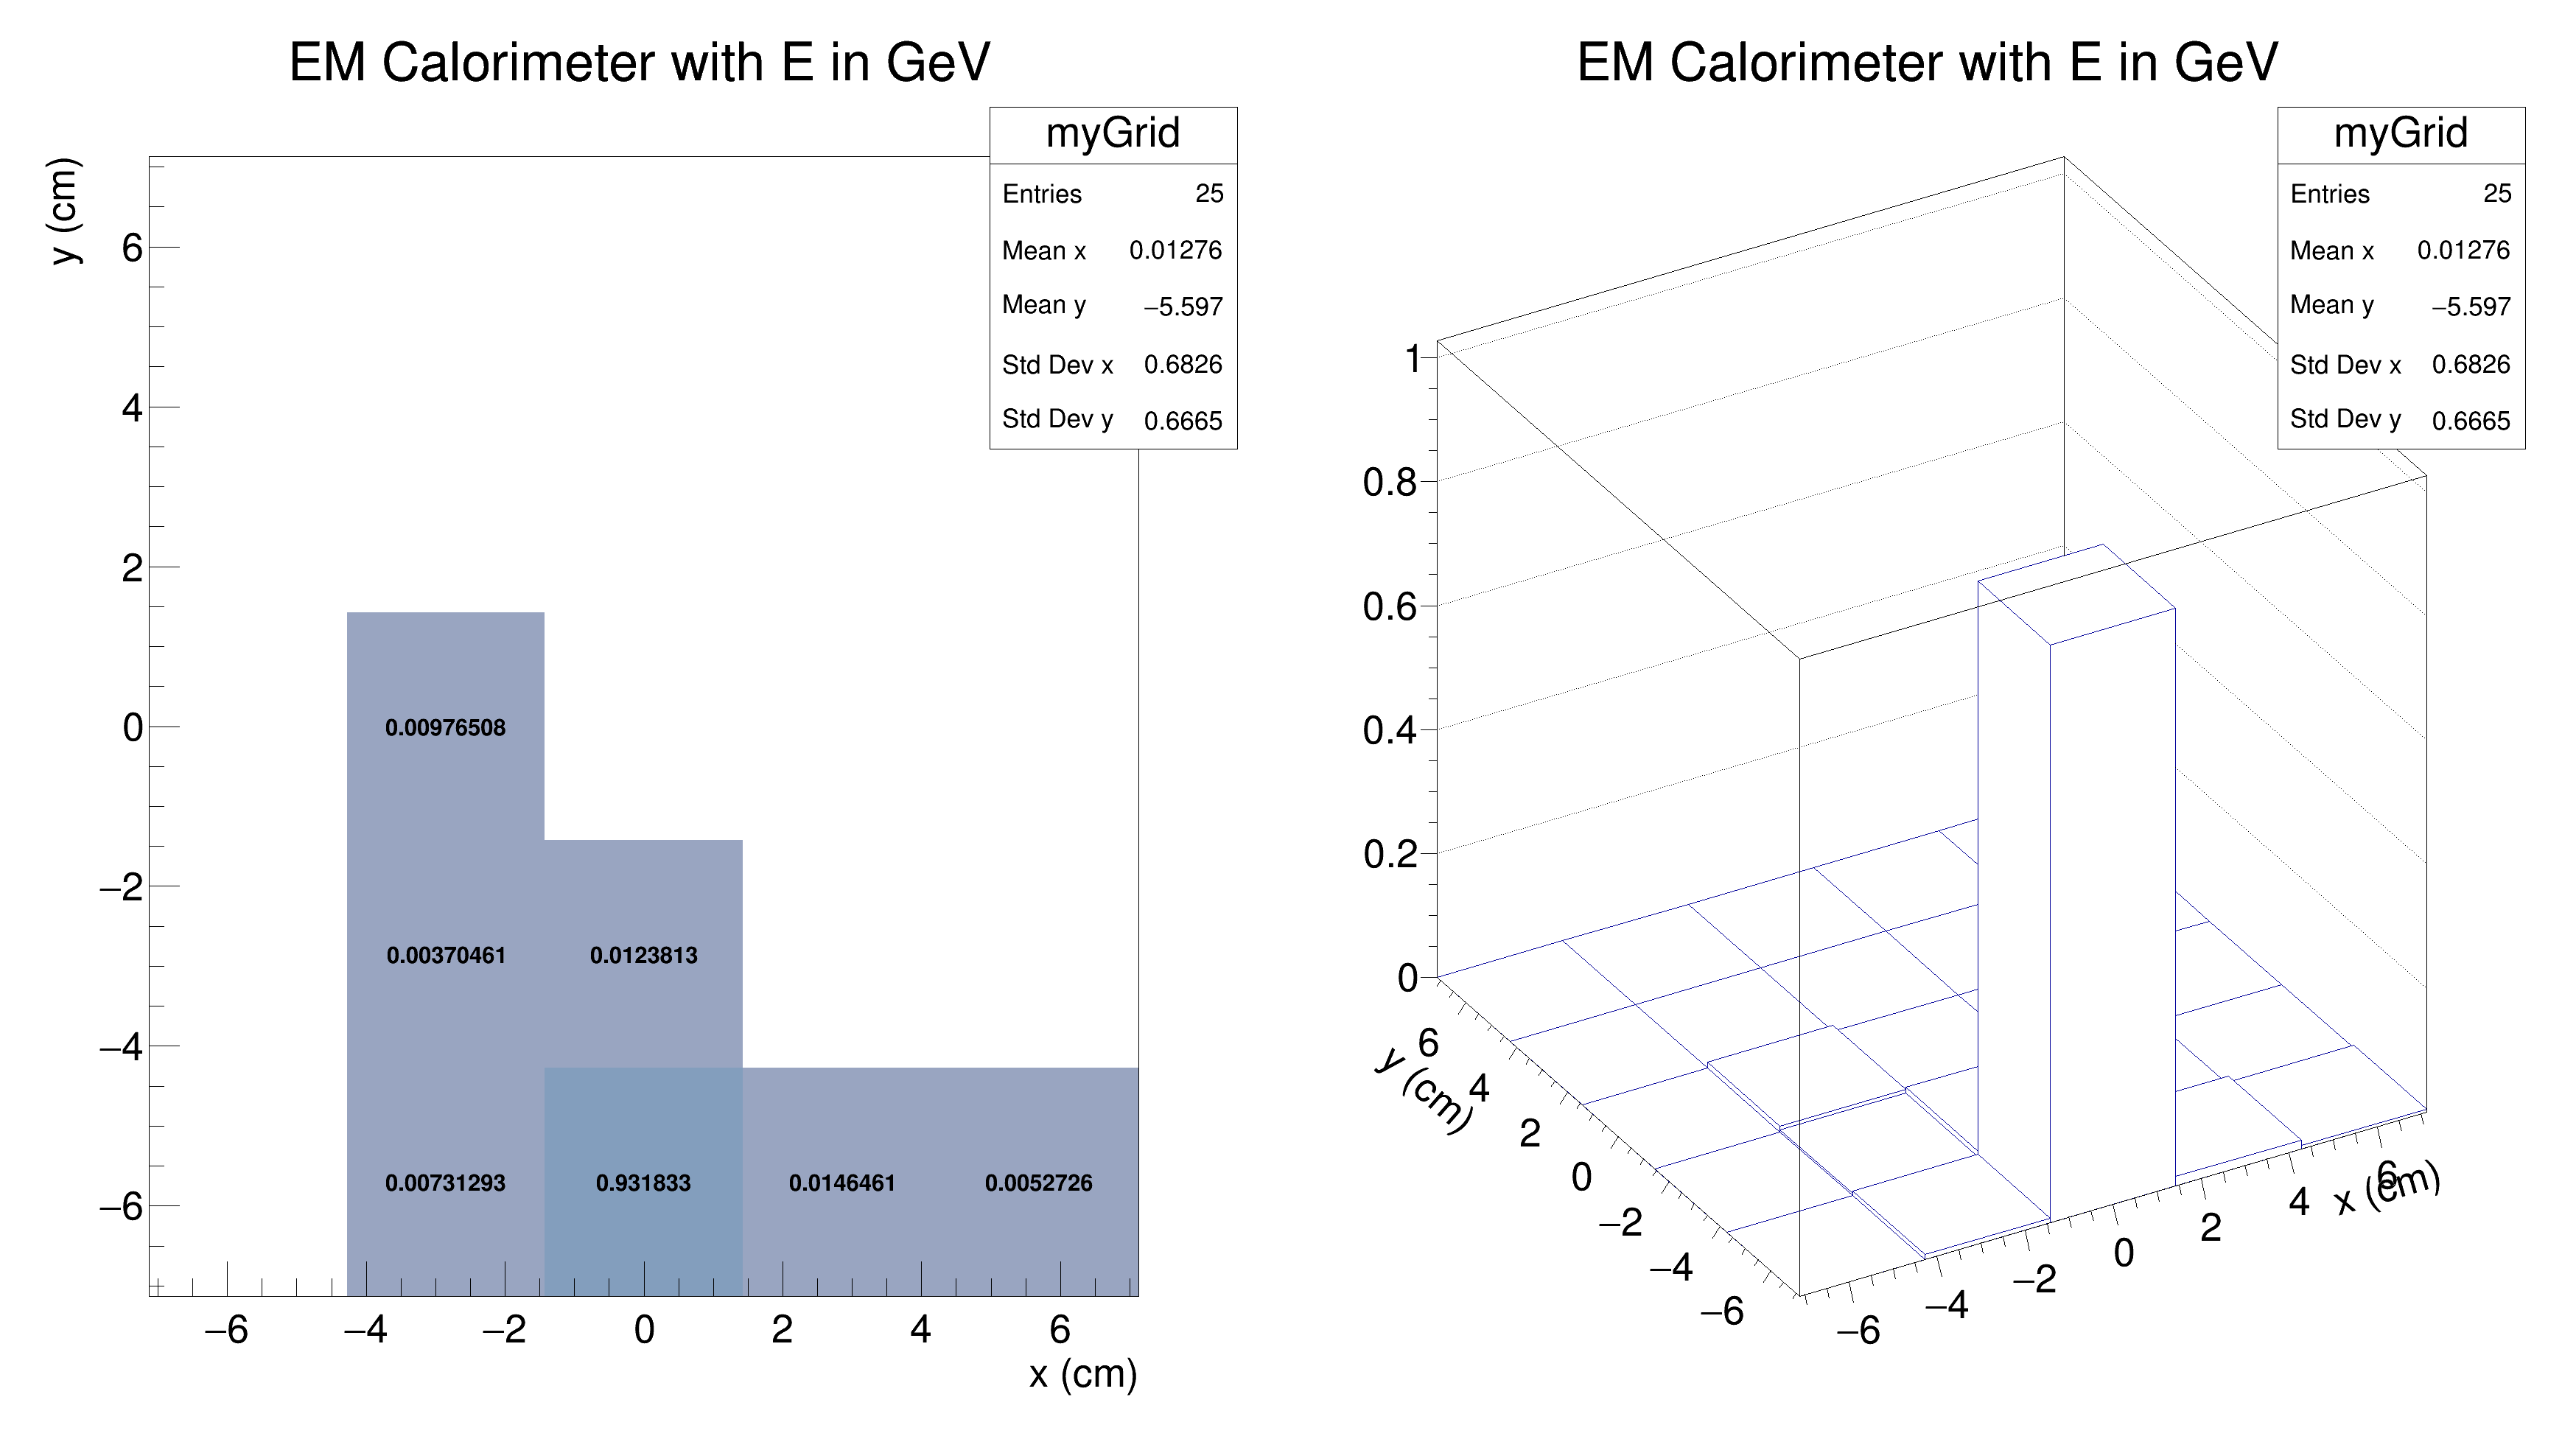 EM Calorimeter with E in GeV
myGrid
Entries 25
Mean x 0.01276
Mean y −5.597
Std Dev x 0.6826
Std Dev y 0.6665
y (cm)
6
4
2
0
−2
−4
−6
0.00976508
0.00370461 0.0123813
0.00731293 0.931833 0.0146461 0.0052726
−6 −4 −2 0 2 4 6
x (cm)
EM Calorimeter with E in GeV
myGrid
Entries 25
Mean x 0.01276
Mean y −5.597
Std Dev x 0.6826
Std Dev y 0.6665
1
0.8
0.6
0.4
0.2
0
y (cm)
6
4
2
0
−2
−4
−6
−6 −4 −2 0 2 4 6
x (cm)